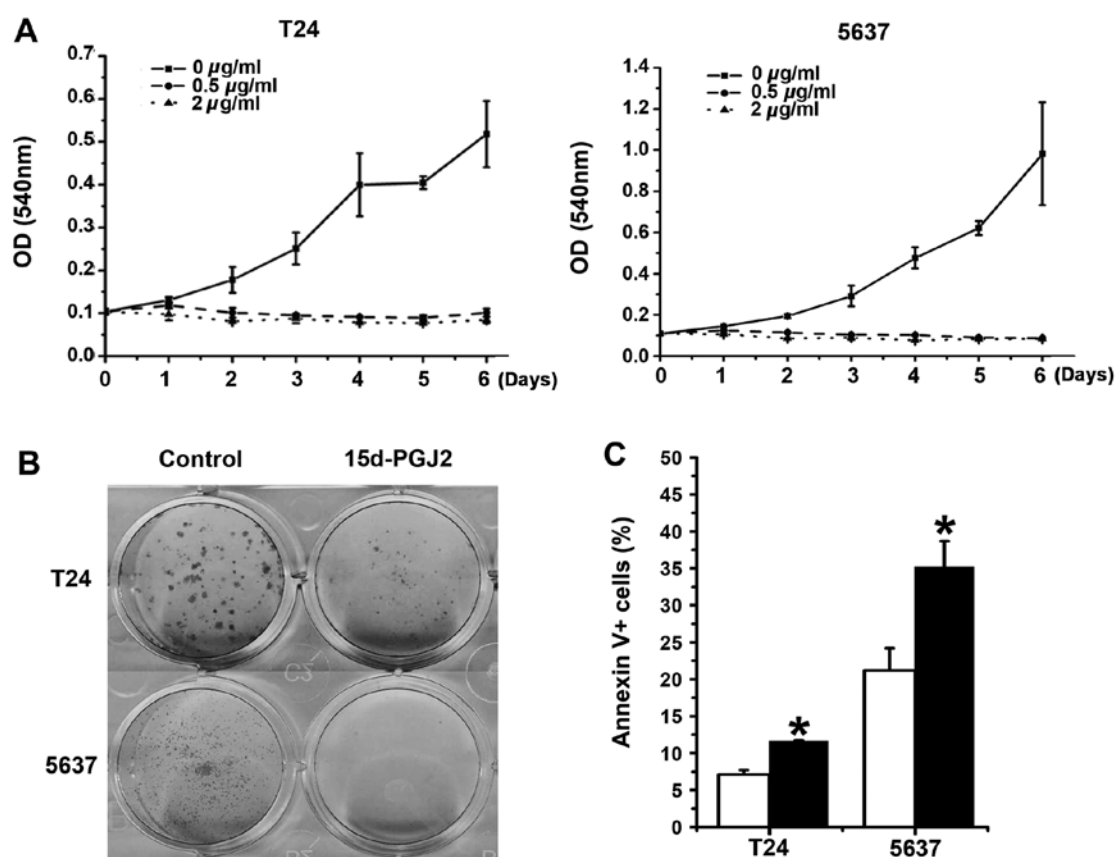 A
T24
0.7
0.6
0.5
0.4
0.3
0.2
0.1
0.0
OD (540nm)
0 µg/ml
0.5 µg/ml
2 µg/ml
0 1 2 3 4 5 6 (Days)
5637
1.4
1.2
1.0
0.8
0.6
0.4
0.2
0.0
OD (540nm)
0 µg/ml
0.5 µg/ml
2 µg/ml
0 1 2 3 4 5 6 (Days)
B
Control 15d-PGJ2
T24
5637
C
50
45
40
35
30
25
20
15
10
5
0
Annexin V+ cells (%)
*
*
T24 5637